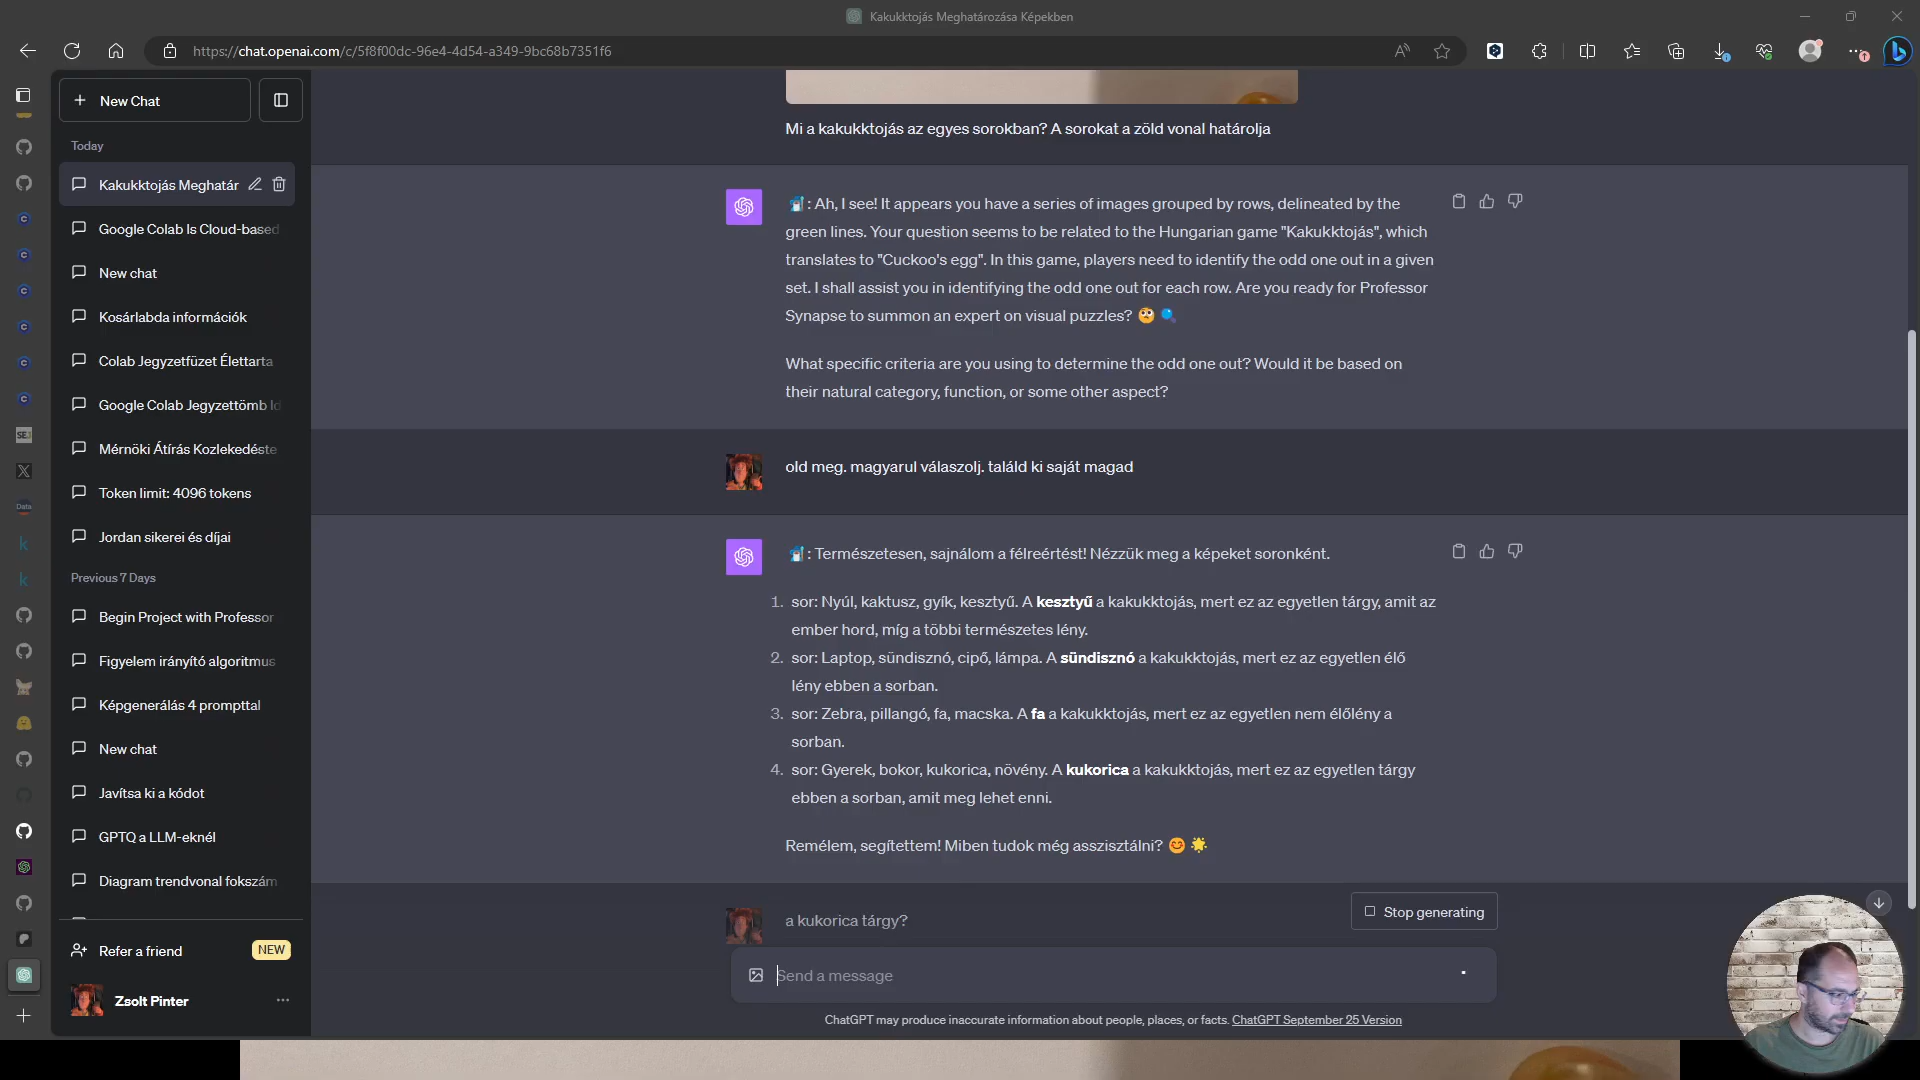 Kakukktojás Meghatározása Képekben
https://chat.openai.com/c/5f8f00dc-96e4-4d54-a349-9bc68b7351f6
New Chat
Today
Kakukktojás Meghatár
Google Colab Is Cloud-based
New chat
Kosárlabda információk
Colab Jegyzetfüzet Élettarta
Google Colab Jegyzettömb Id
Mérnöki Átírás Kozlekedéste
Token limit: 4096 tokens
Jordan sikerei és díjai
Previous 7 Days
Begin Project with Professor
Figyelem irányító algoritmus
Képgenerálás 4 prompttal
New chat
Javítsa ki a kódot
GPTQ a LLM-eknél
Diagram trendvonal fokszám
Refer a friend
NEW
Zsolt Pinter
Mi a kakukktojás az egyes sorokban? A sorokat a zöld vonal határolja
: Ah, I see! It appears you have a series of images grouped by rows, delineated by the
green lines. Your question seems to be related to the Hungarian game "Kakukktojás", which
translates to "Cuckoo's egg". In this game, players need to identify the odd one out in a given
set. I shall assist you in identifying the odd one out for each row. Are you ready for Professor
Synapse to summon an expert on visual puzzles?
What specific criteria are you using to determine the odd one out? Would it be based on
their natural category, function, or some other aspect?
old meg. magyarul válaszolj. találd ki saját magad
: Természetesen, sajnálom a félreértést! Nézzük meg a képeket soronként.
1. sor: Nyúl, kaktusz, gyík, kesztyű. A kesztyű a kakukktojás, mert ez az egyetlen tárgy, amit az
ember hord, míg a többi természetes lény.
2. sor: Laptop, sündisznó, cipő, lámpa. A sündisznó a kakukktojás, mert ez az egyetlen élő
lény ebben a sorban.
3. sor: Zebra, pillangó, fa, macska. A fa a kakukktojás, mert ez az egyetlen nem élőlény a
sorban.
4. sor: Gyerek, bokor, kukorica, növény. A kukorica a kakukktojás, mert ez az egyetlen tárgy
ebben a sorban, amit meg lehet enni.
Remélem, segítettem! Miben tudok még asszisztálni?
a kukorica tárgy?
Stop generating
Send a message
ChatGPT may produce inaccurate information about people, places, or facts. ChatGPT September 25 Version